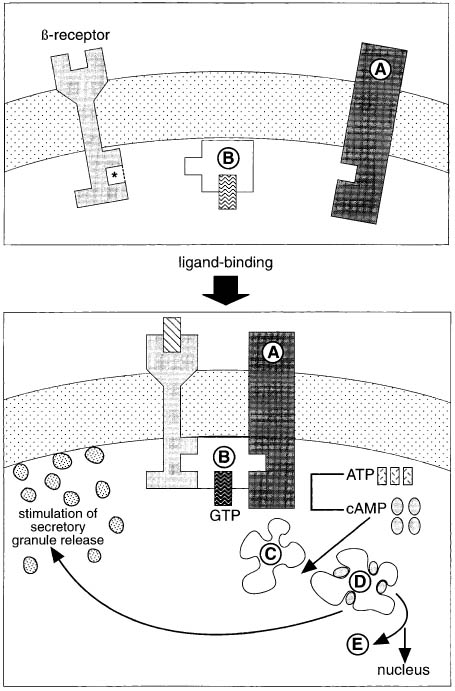 ß-receptor
A
*
B
ligand-binding
A
B
ATP
GTP
cAMP
stimulation of
secretory
granule release
C
D
E
nucleus